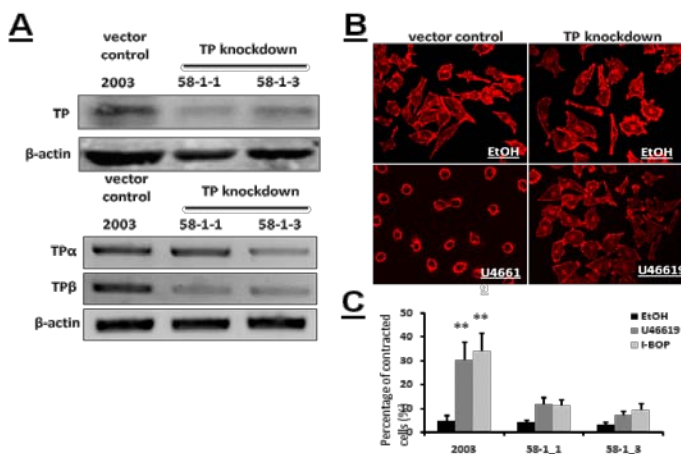 A
vector
control
TP knockdown
2003 58-1-1 58-1-3
TP
β-actin
vector
control
TP knockdown
2003 58-1-1 58-1-3
TPα
TPβ
β-actin
B
vector control TP knockdown
EtOH EtOH
U4661 U46619
9
C
Percentage of contracted
cells (%)
50
40
30
20
10
0
EtOH
U46619
I-BOP
** **
2003 58-1_1 58-1_3